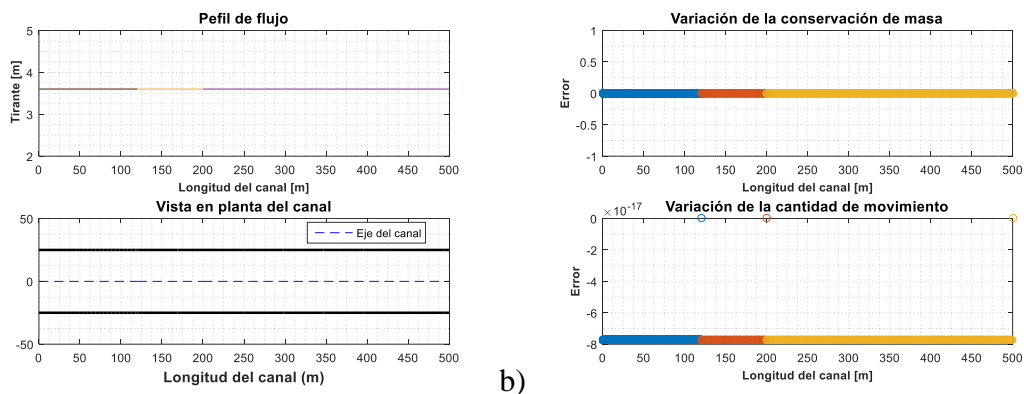 Pefil de flujo
5
4
3
2
Tirante [m]
0 50 100 150 200 250 300 350 400 450 500
Longitud del canal [m]
Vista en planta del canal
50
0
-50
Eje del canal
0 50 100 150 200 250 300 350 400 450 500
Longitud del canal (m)
b)
Variación de la conservación de masa
1
0.5
0
-0.5
-1
Error
0 50 100 150 200 250 300 350 400 450 500
Longitud del canal [m]
Variación de la cantidad de movimiento
×10⁻¹⁷
0
-2
-4
-6
-8
Error
0 50 100 150 200 250 300 350 400 450 500
Longitud del canal [m]